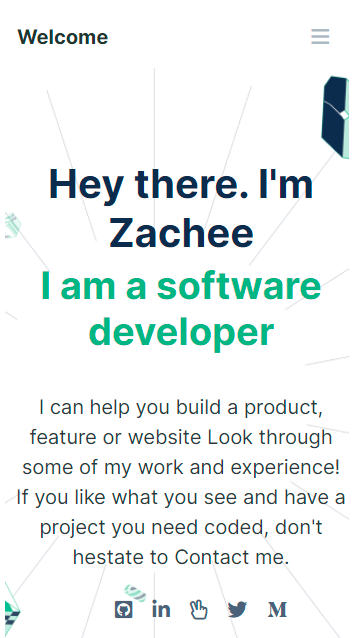 Welcome
Hey there. I'm
Zachee
I am a software
developer
I can help you build a product,
feature or website Look through
some of my work and experience!
If you like what you see and have a
project you need coded, don't
hestate to Contact me.